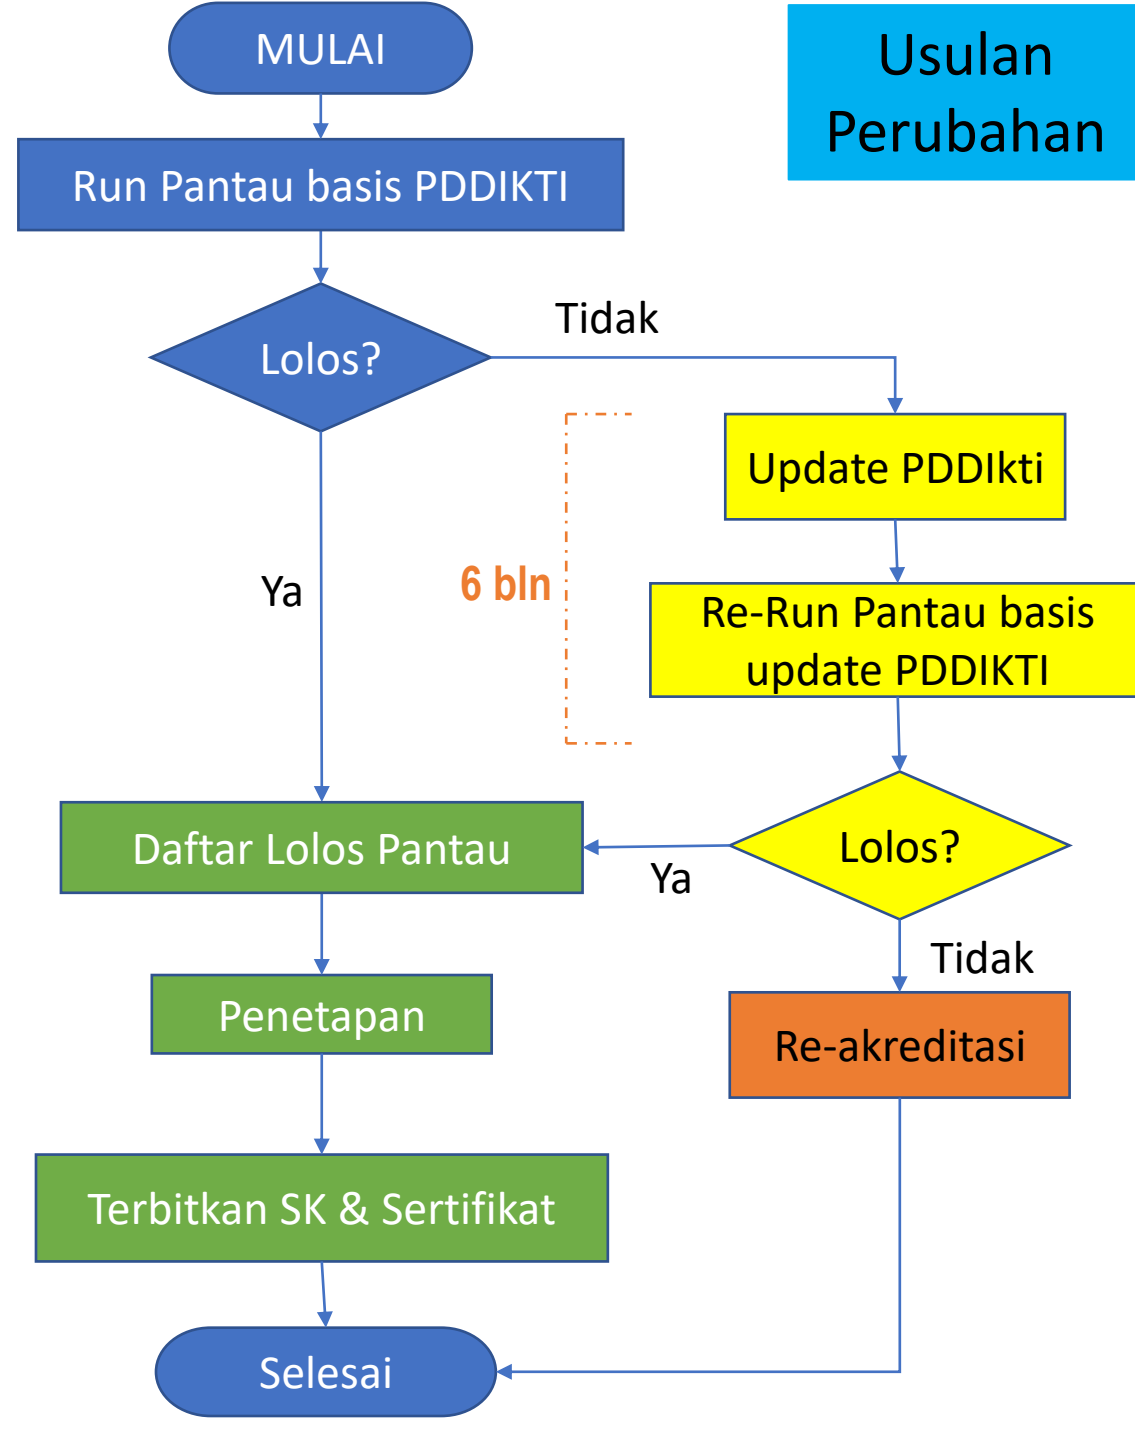 MULAI
Usulan
Perubahan
Run Pantau basis PDDIKTI
Lolos?
Tidak
Update PDDIkti
Ya
6 bln
Re-Run Pantau basis
update PDDIKTI
Daftar Lolos Pantau
Ya
Lolos?
Tidak
Penetapan
Re-akreditasi
Terbitkan SK & Sertifikat
Selesai